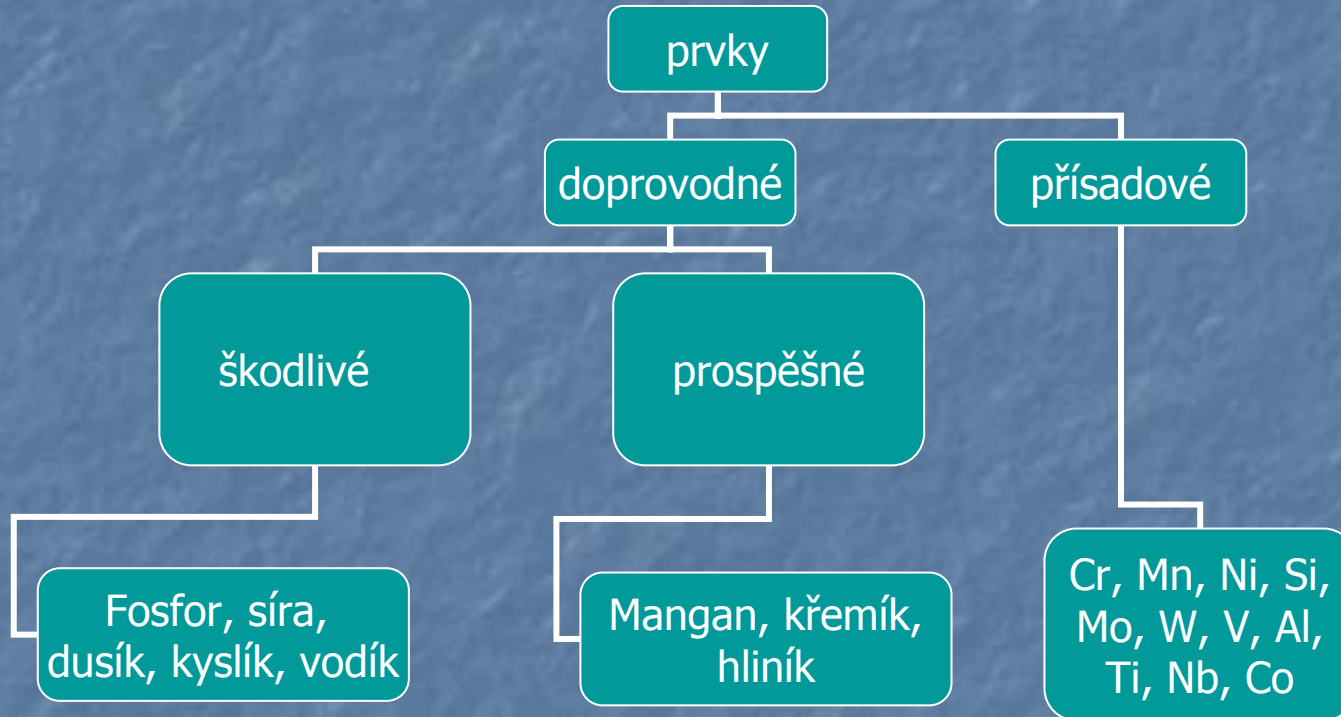 prvky
doprovodné
přísadové
škodlivé
prospěšné
Fosfor, síra,
dusík, kyslík, vodík
Mangan, křemík,
hliník
Cr, Mn, Ni, Si,
Mo, W, V, Al,
Ti, Nb, Co